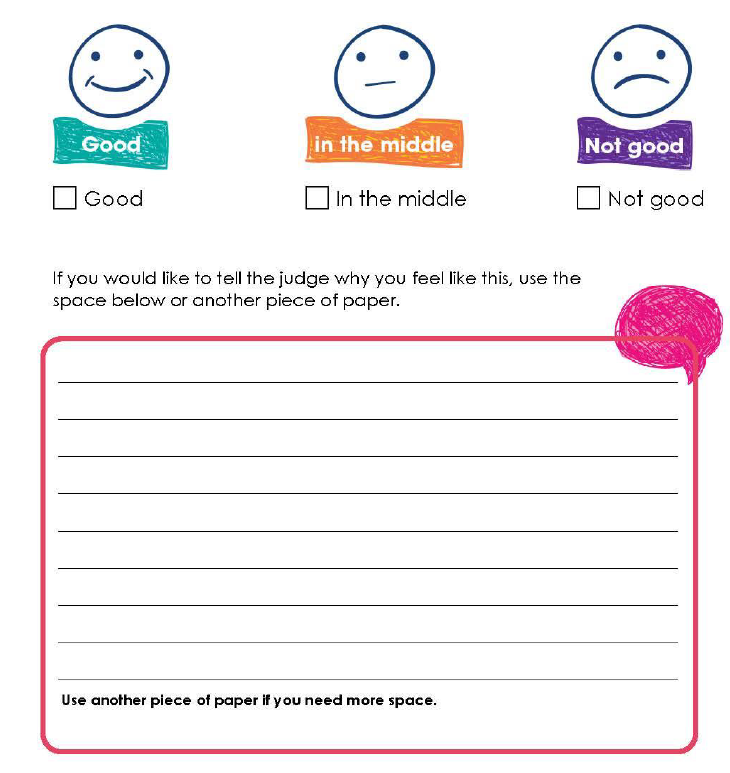 Good
in the middle
Not good
Good
In the middle
Not good
If you would like to tell the judge why you feel like this, use the
space below or another piece of paper.
Use another piece of paper if you need more space.